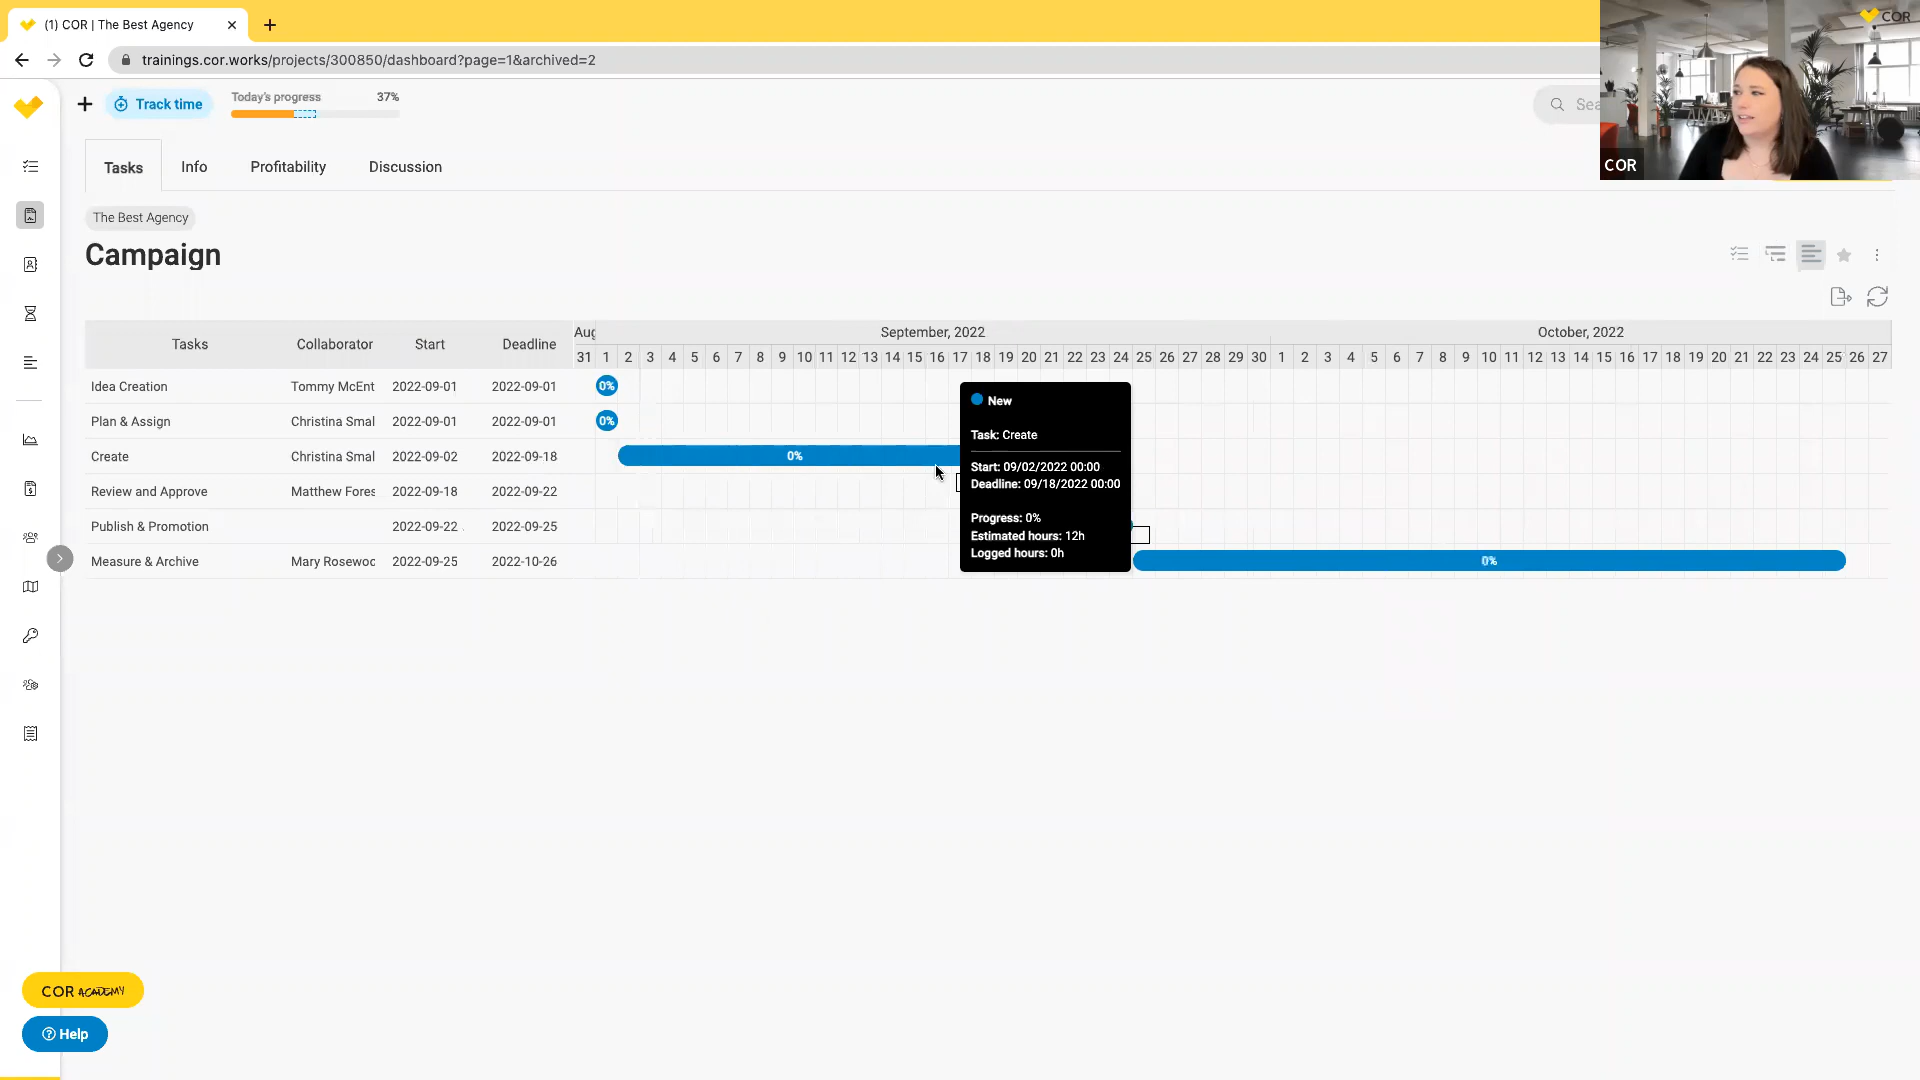 (1) COR | The Best Agency
trainings.cor.works/projects/300850/dashboard?page=1&archived=2
COR
COR
Track time
Today's progress 37%
Sea
Tasks Info Profitability Discussion
The Best Agency
Campaign
Tasks Collaborator Start Deadline
Aug September, 2022 October, 2022
31 1 2 3 4 5 6 7 8 9 10 11 12 13 14 15 16 17 18 19 20 21 22 23 24 25 26 27 28 29 30 1 2 3 4 5 6 7 8 9 10 11 12 13 14 15 16 17 18 19 20 21 22 23 24 25 26 27
Idea Creation Tommy McEnt 2022-09-01 2022-09-01 0%
Plan & Assign Christina Smal 2022-09-01 2022-09-01 0%
Create Christina Smal 2022-09-02 2022-09-18 0%
Review and Approve Matthew Fores 2022-09-18 2022-09-22
Publish & Promotion 2022-09-22 2022-09-25
Measure & Archive Mary Rosewoo 2022-09-25 2022-10-26 0%
New
Task: Create
Start: 09/02/2022 00:00
Deadline: 09/18/2022 00:00
Progress: 0%
Estimated hours: 12h
Logged hours: 0h
COR ACADEMY
Help